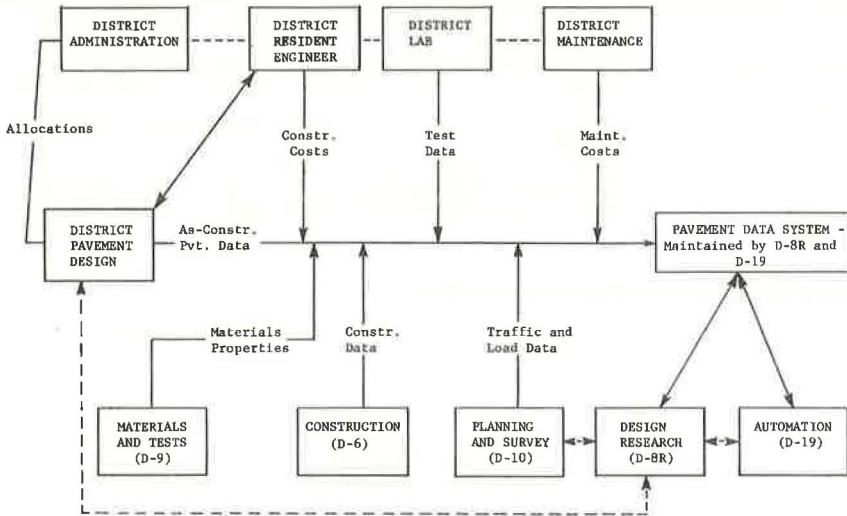 DISTRICT
ADMINISTRATION
DISTRICT
RESIDENT
ENGINEER
DISTRICT
LAB
DISTRICT
MAINTENANCE
Allocations
Constr.
Costs
Test
Data
Maint.
Costs
DISTRICT
PAVEMENT
DESIGN
As-Constr.
Pvt. Data
PAVEMENT DATA SYSTEM -
Maintained by D-8R and
D-19
Materials
Properties
Constr.
Data
Traffic and
Load Data
MATERIALS
AND TESTS
(D-9)
CONSTRUCTION
(D-6)
PLANNING
AND SURVEY
(D-10)
DESIGN
RESEARCH
(D-8R)
AUTOMATION
(D-19)